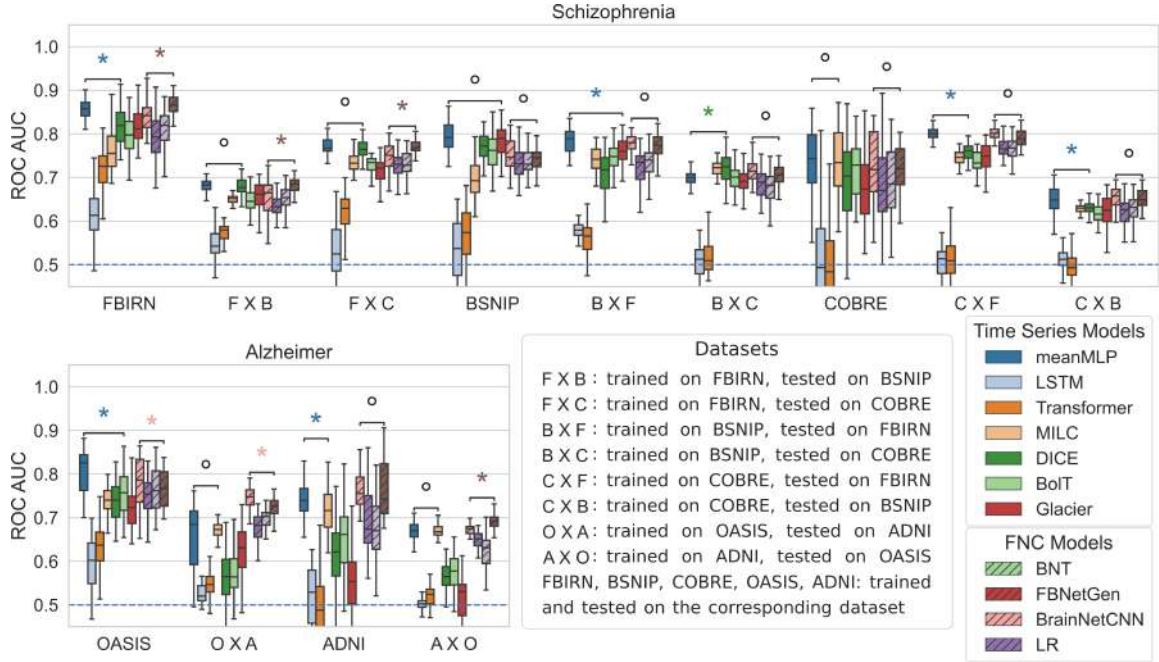 Schizophrenia
ROC AUC
1.0
0.9
0.8
0.7
0.6
0.5
FBIRN
F X B
F X C
BSNIP
B X F
B X C
COBRE
C X F
C X B
Alzheimer
ROC AUC
1.0
0.9
0.8
0.7
0.6
0.5
OASIS
O X A
ADNI
A X O
Datasets
F X B : trained on FBIRN, tested on BSNIP
F X C : trained on FBIRN, tested on COBRE
B X F : trained on BSNIP, tested on FBIRN
B X C : trained on BSNIP, tested on COBRE
C X F : trained on COBRE, tested on FBIRN
C X B : trained on COBRE, tested on BSNIP
O X A : trained on OASIS, tested on ADNI
A X O : trained on ADNI, tested on OASIS
FBIRN, BSNIP, COBRE, OASIS, ADNI: trained
and tested on the corresponding dataset
Time Series Models
meanMLP
LSTM
Transformer
MILC
DICE
BolT
Glacier
FNC Models
BNT
FBNetGen
BrainNetCNN
LR